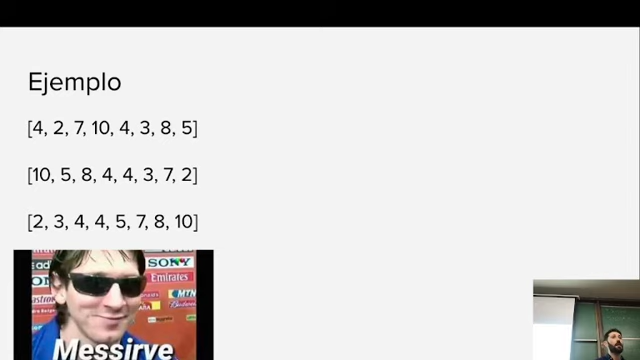 Ejemplo
[4, 2, 7, 10, 4, 3, 8, 5]
[10, 5, 8, 4, 4, 3, 7, 2]
[2, 3, 4, 4, 5, 7, 8, 10]
SONY
Emirates
MTN
Messirve